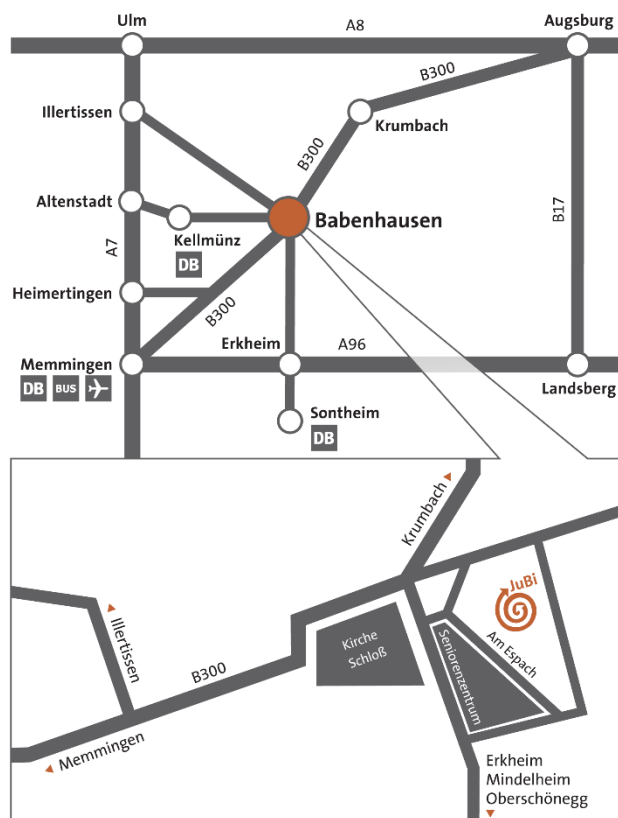 Ulm
A8
Augsburg
B300
Illertissen
Krumbach
B300
Altenstadt
Babenhausen
B17
Kellmünz
DB
A7
Heimertingen
B300
Erkheim
A96
Memmingen
Landsberg
DB BUS
Sontheim
DB
Krumbach
JuBi
Illertissen
Kirche
Schloß
Am Espach
Seniorenzentrum
B300
Memmingen
Erkheim
Mindelheim
Oberschönegg